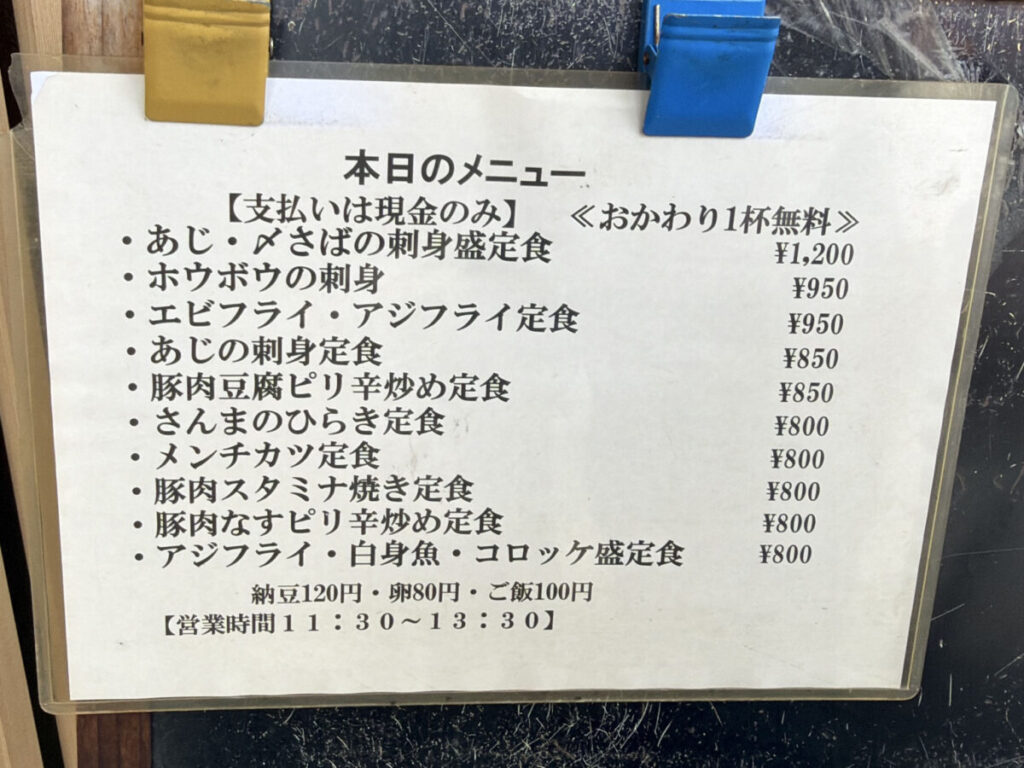 本日のメニュー
【支払いは現金のみ】 ≪おかわり1杯無料≫
・あじ・〆さばの刺身盛定食 ¥1,200
・ホウボウの刺身 ¥950
・エビフライ・アジフライ定食 ¥950
・あじの刺身定食 ¥850
・豚肉豆腐ピリ辛炒め定食 ¥850
・さんまのひらき定食 ¥800
・メンチカツ定食 ¥800
・豚肉スタミナ焼き定食 ¥800
・豚肉なすピリ辛炒め定食 ¥800
・アジフライ・白身魚・コロッケ盛定食 ¥800
納豆120円・卵80円・ご飯100円
【営業時間11:30～13:30】